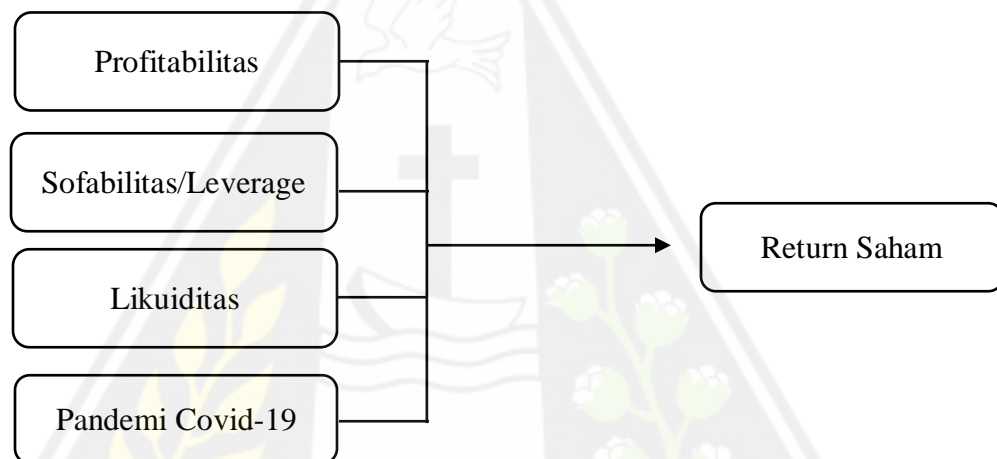 Profitabilitas
Sofabilitas/Leverage
Likuiditas
Pandemi Covid-19
Return Saham